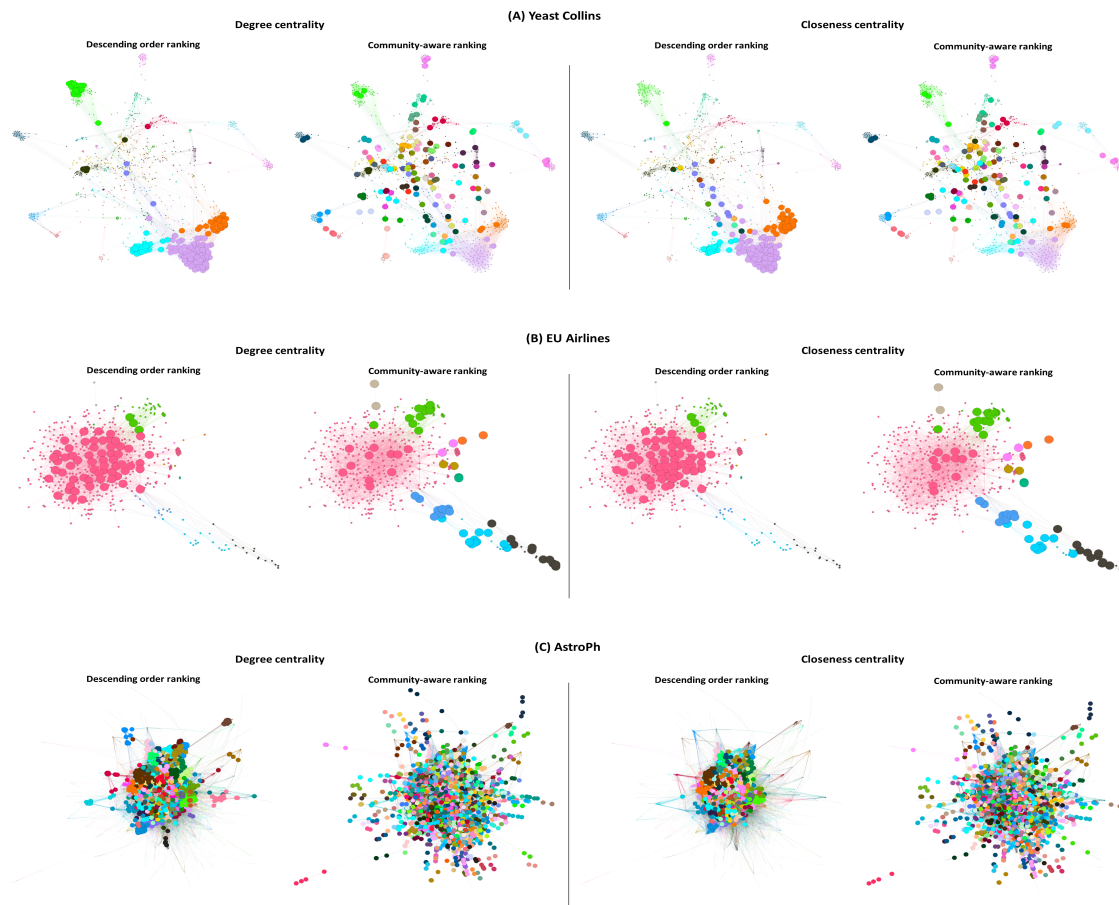 (A) Yeast Collins
Degree centrality
Closeness centrality
Descending order ranking
Community-aware ranking
Descending order ranking
Community-aware ranking
(B) EU Airlines
Degree centrality
Closeness centrality
Descending order ranking
Community-aware ranking
Descending order ranking
Community-aware ranking
(C) AstroPh
Degree centrality
Closeness centrality
Descending order ranking
Community-aware ranking
Descending order ranking
Community-aware ranking